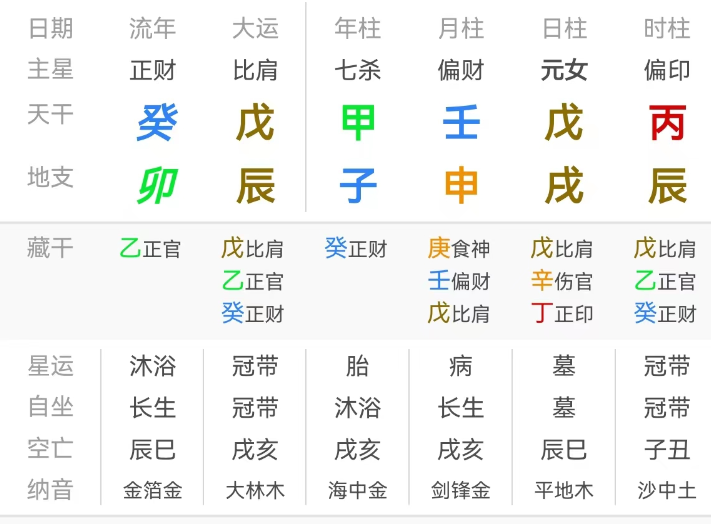 日期 流年 大运 年柱 月柱 日柱 时柱
主星 正财 比肩 七杀 偏财 元女 偏印
天干 癸 戊 甲 壬 戊 丙
地支 卯 辰 子 申 戌 辰
藏干 乙正官 戊比肩 癸正财 庚食神 戊比肩 戊比肩
乙正官 壬偏财 辛伤官 乙正官
癸正财 戊比肩 丁正印 癸正财
星运 沐浴 冠带 胎 病 墓 冠带
自坐 长生 冠带 沐浴 长生 墓 冠带
空亡 辰巳 戌亥 戌亥 戌亥 辰巳 子丑
纳音 金箔金 大林木 海中金 剑锋金 平地木 沙中土